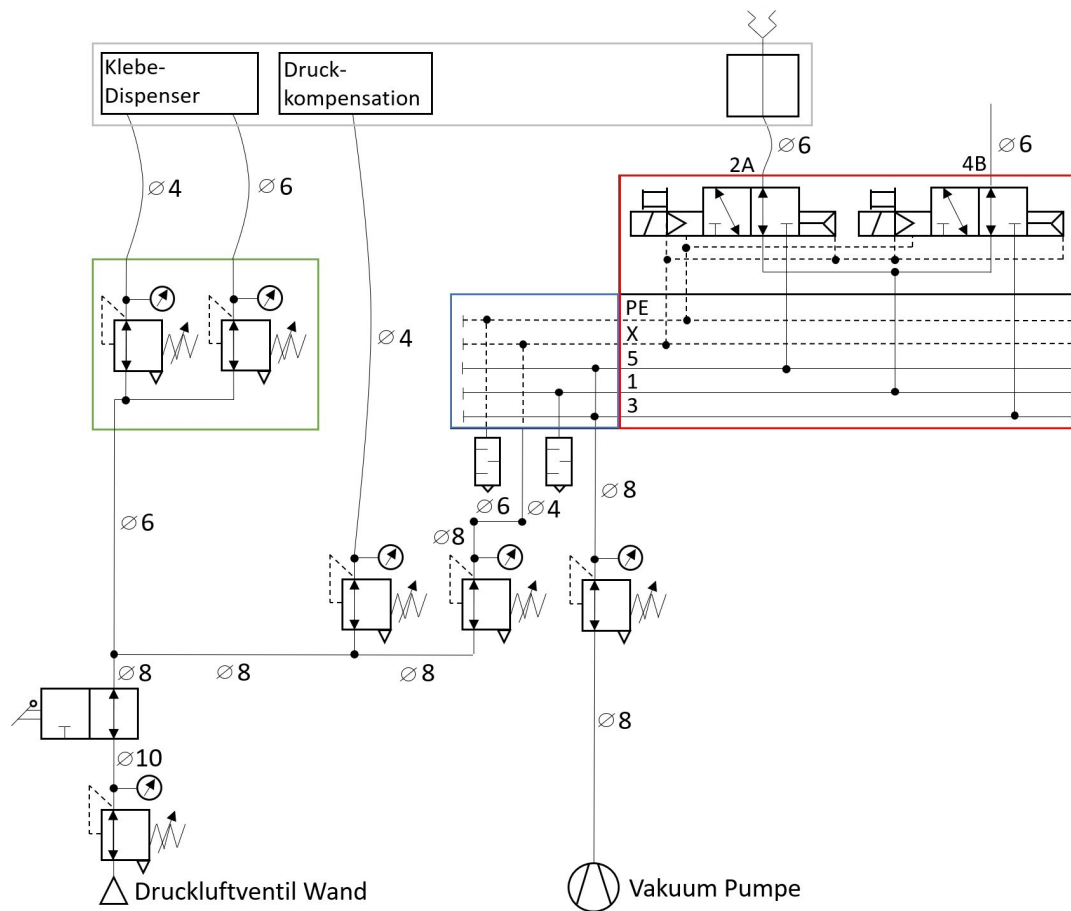 Klebe-
Dispenser
Druck-
kompensation
∅4
∅6
∅6
∅6
2A
4B
∅4
PE
X
5
1
3
∅8
∅6
∅4
∅8
∅6
∅8
∅8
∅8
∅8
∅10
Druckluftventil Wand
Vakuum Pumpe